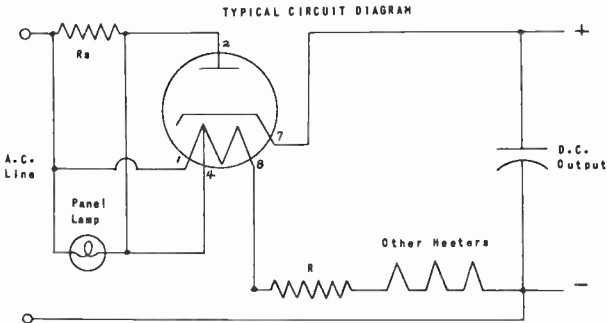 TYPICAL CIRCUIT DIAGRAM
Rs
2
+
7
A.C.
Line
1
4
8
D.C.
Output
Panel
Lamp
Other Heaters
R
−